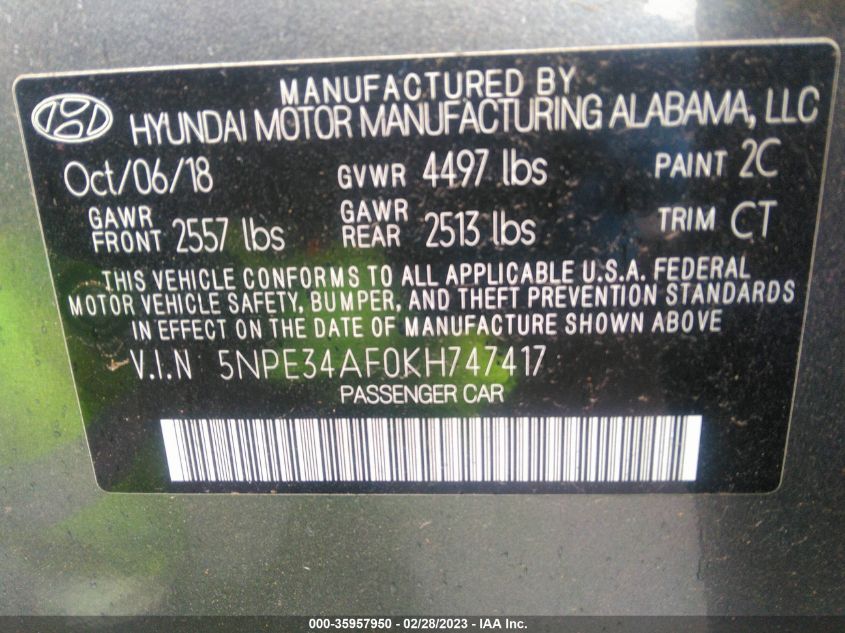 MANUFACTURED BY
HYUNDAI MOTOR MANUFACTURING ALABAMA, LLC
Oct/06/18 GVWR 4497 lbs PAINT 2C
GAWR FRONT 2557 lbs GAWR REAR 2513 lbs TRIM CT
THIS VEHICLE CONFORMS TO ALL APPLICABLE U.S.A. FEDERAL
MOTOR VEHICLE SAFETY, BUMPER, AND THEFT PREVENTION STANDARDS
IN EFFECT ON THE DATE OF MANUFACTURE SHOWN ABOVE
V.I.N 5NPE34AF0KH747417
PASSENGER CAR
000-35957950 - 02/28/2023 - IAA Inc.